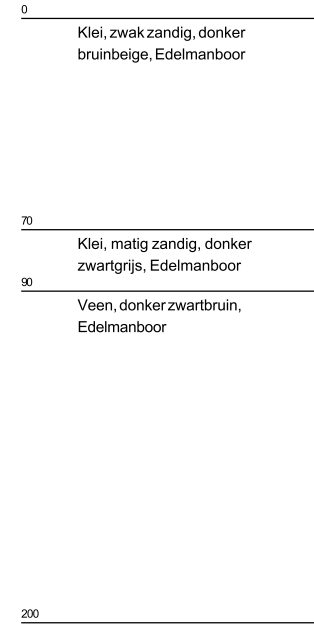 0
Klei, zwak zandig, donker
bruinbeige, Edelmanboor
70
Klei, matig zandig, donker
zwartgrijs, Edelmanboor
90
Veen, donker zwartbruin,
Edelmanboor
200